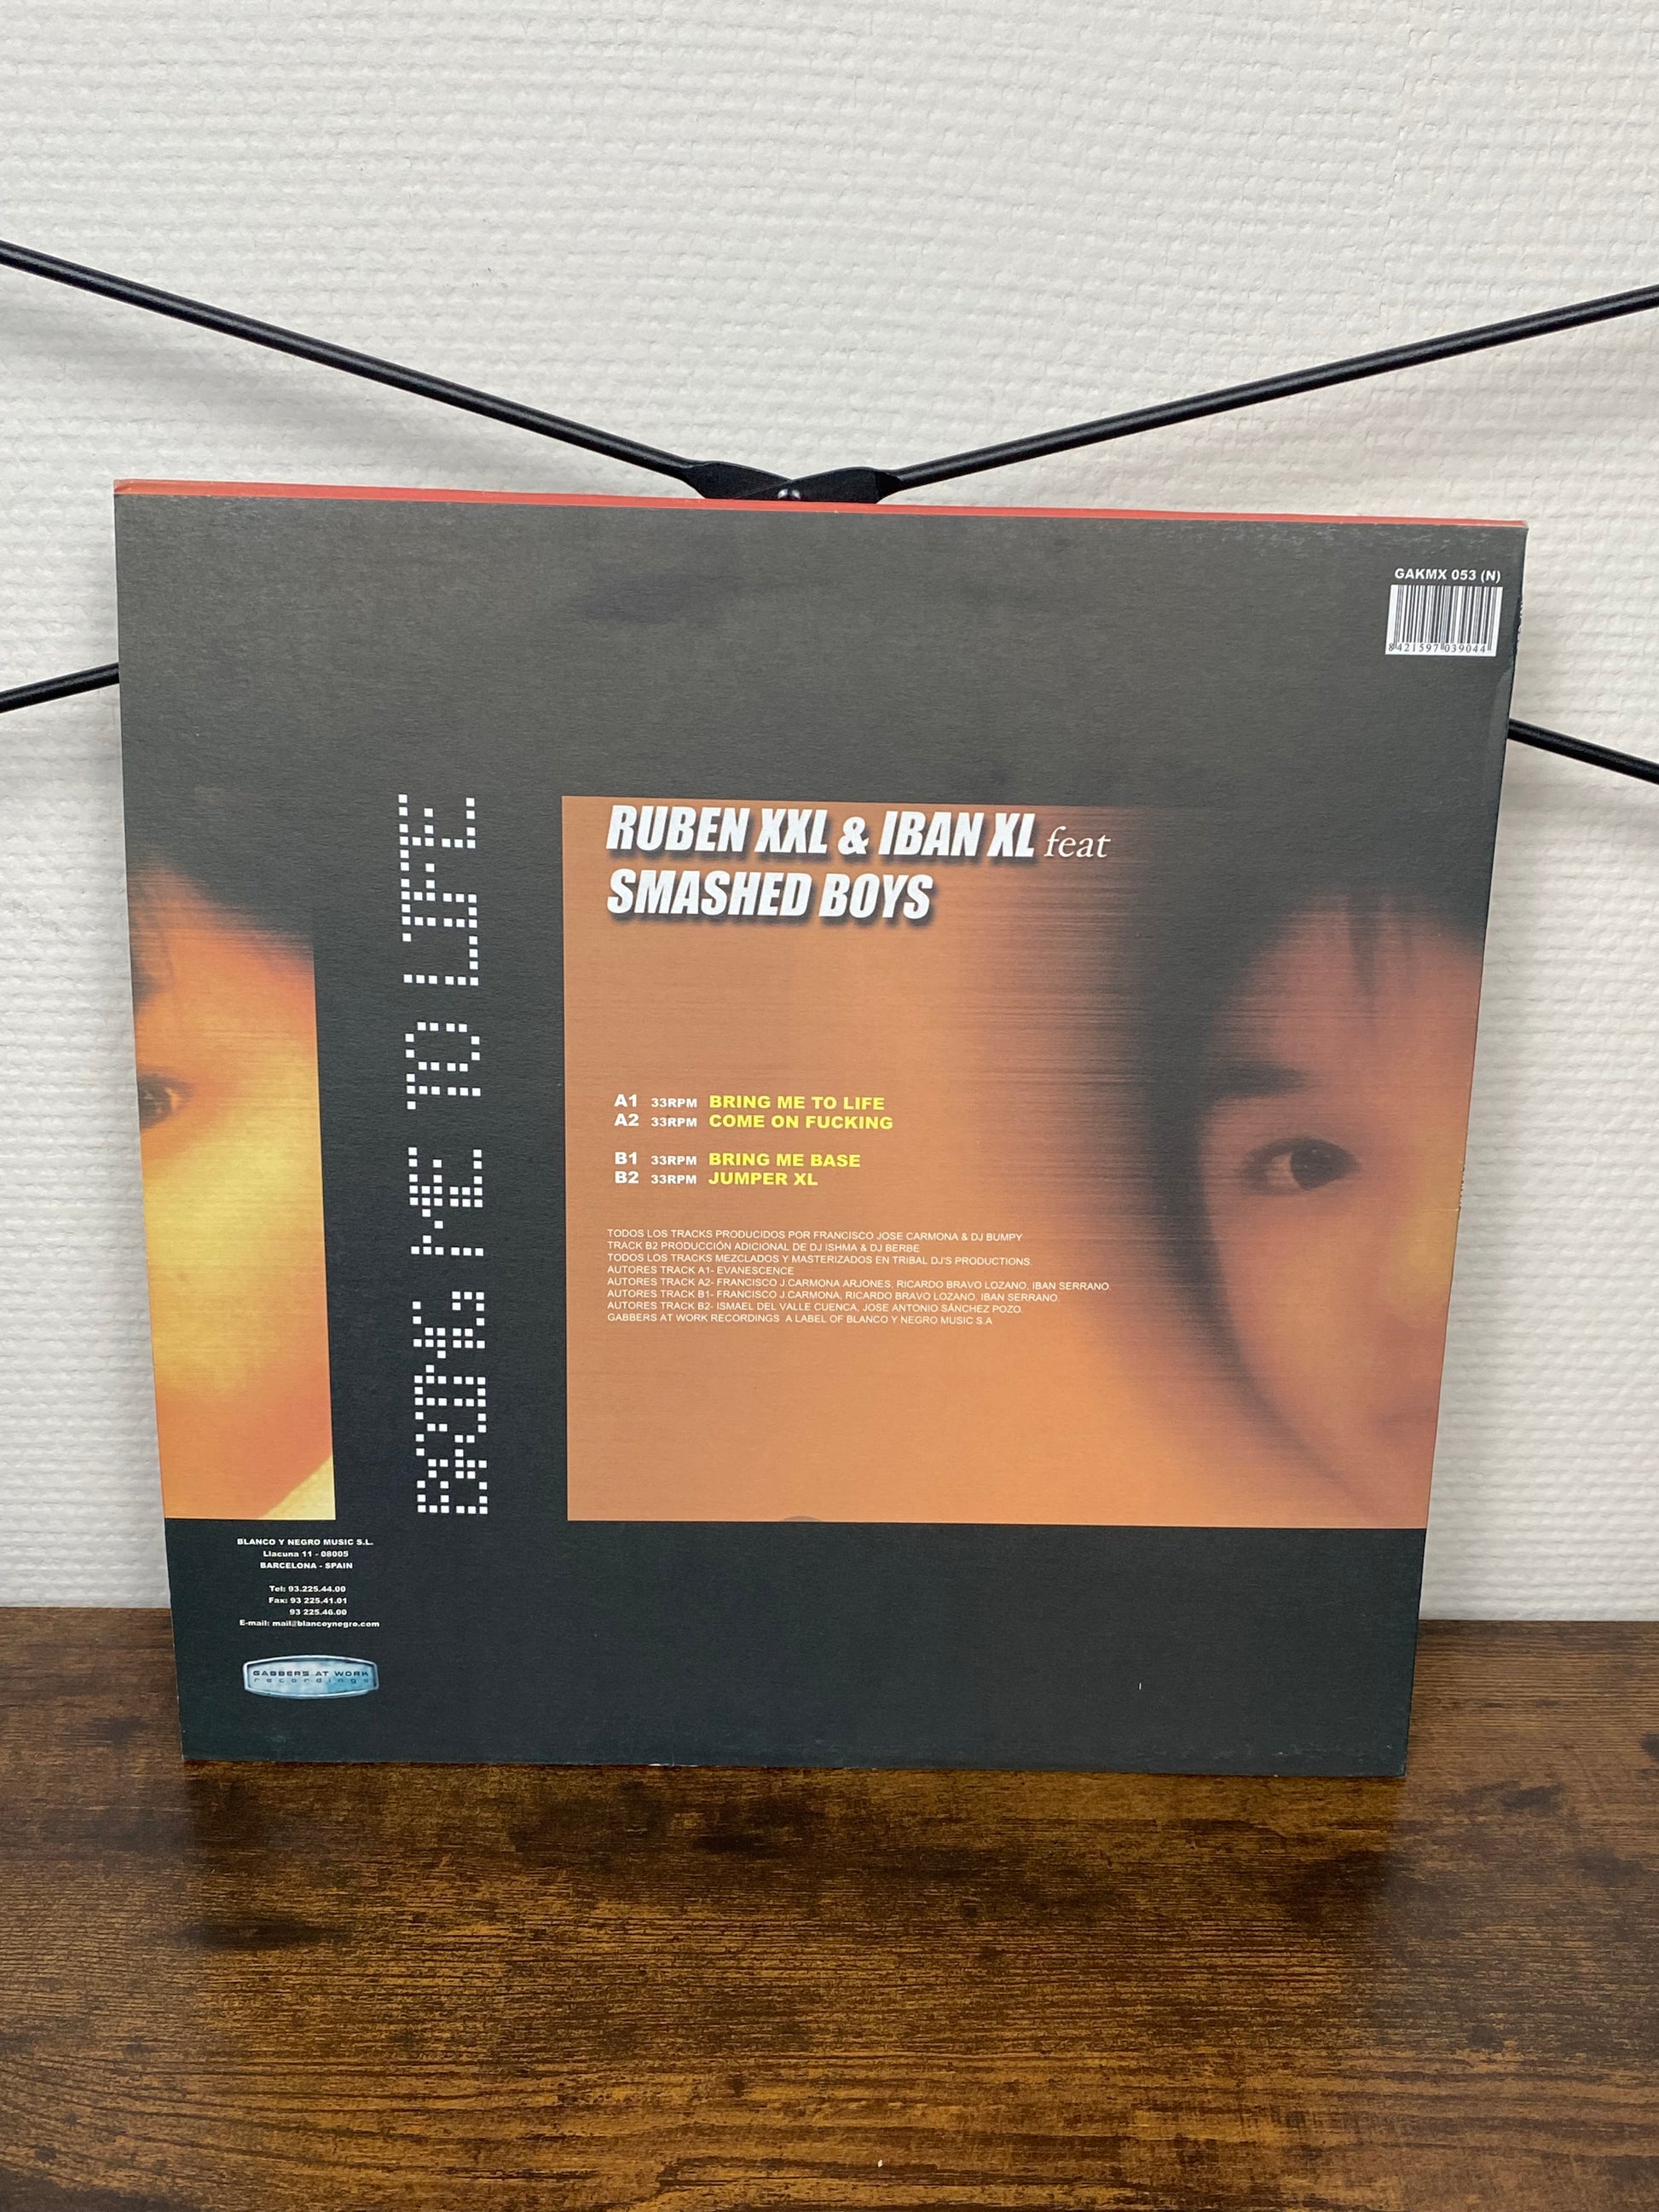 GAKMX 053 (N)
8 421597 039044
RUBEN XXL & IBAN XL feat
SMASHED BOYS
BRING ME TO LIFE
A1 33RPM BRING ME TO LIFE
A2 33RPM COME ON FUCKING
B1 33RPM BRING ME BASE
B2 33RPM JUMPER XL
TODOS LOS TRACKS PRODUCIDOS POR FRANCISCO JOSE CARMONA & DJ BUMPY
TRACK B2 PRODUCCIÓN ADICIONAL DE DJ ISHMA & DJ BERBE
TODOS LOS TRACKS MEZCLADOS Y MASTERIZADOS EN TRIBAL DJ'S PRODUCTIONS.
AUTORES TRACK A1- EVANESCENCE
AUTORES TRACK A2- FRANCISCO J.CARMONA ARJONES, RICARDO BRAVO LOZANO, IBAN SERRANO.
AUTORES TRACK B1- FRANCISCO J.CARMONA, RICARDO BRAVO LOZANO, IBAN SERRANO.
AUTORES TRACK B2- ISMAEL DEL VALLE CUENCA, JOSE ANTONIO SÁNCHEZ POZO.
GABBERS AT WORK RECORDINGS A LABEL OF BLANCO Y NEGRO MUSIC S.A
BLANCO Y NEGRO MUSIC S.L.
Llacuna 11 - 08005
BARCELONA - SPAIN
Tel: 93.225.44.00
Fax: 93 225.41.01
93 225.46.00
E-mail: mail@blancoynegro.com
GABBERS AT WORK
recordings